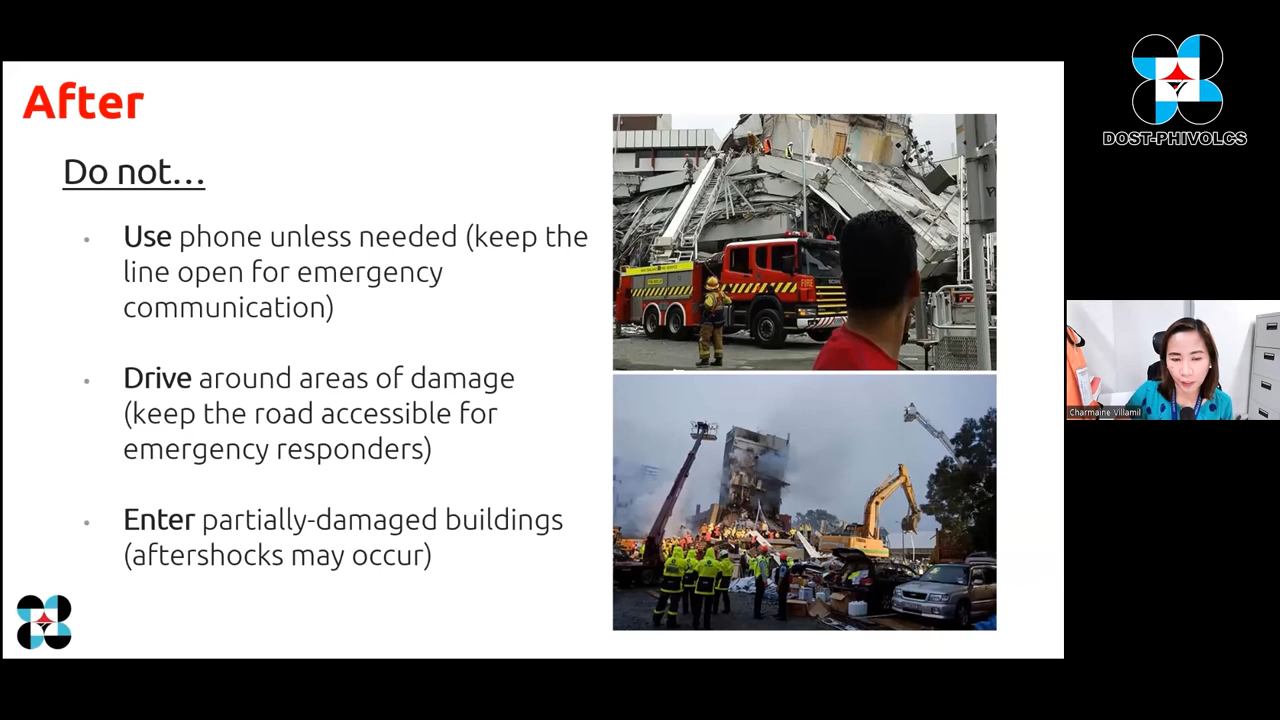 After
Do not...
• Use phone unless needed (keep the
line open for emergency
communication)
• Drive around areas of damage
(keep the road accessible for
emergency responders)
• Enter partially-damaged buildings
(aftershocks may occur)
FIRE
DOST-PHIVOLCS
Charmaine Villamil